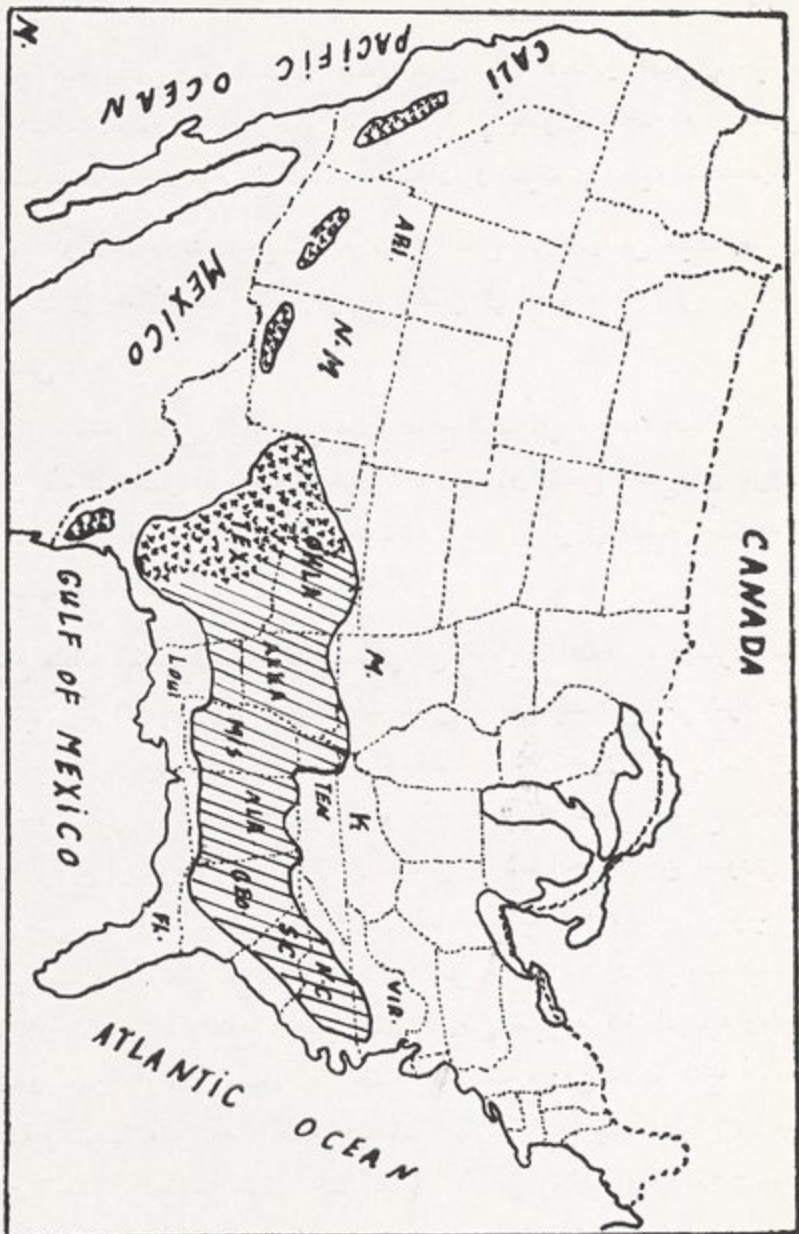 CANADA
PACIFIC OCEAN
CALI
ARI.
N.M
MEXICO
TEX
OKLA.
ARKA
LOUI
M.
MIS
TEN
K.
ALA
GEO.
S.C
N.C
VIR.
FL.
GULF OF MEXICO
ATLANTIC OCEAN